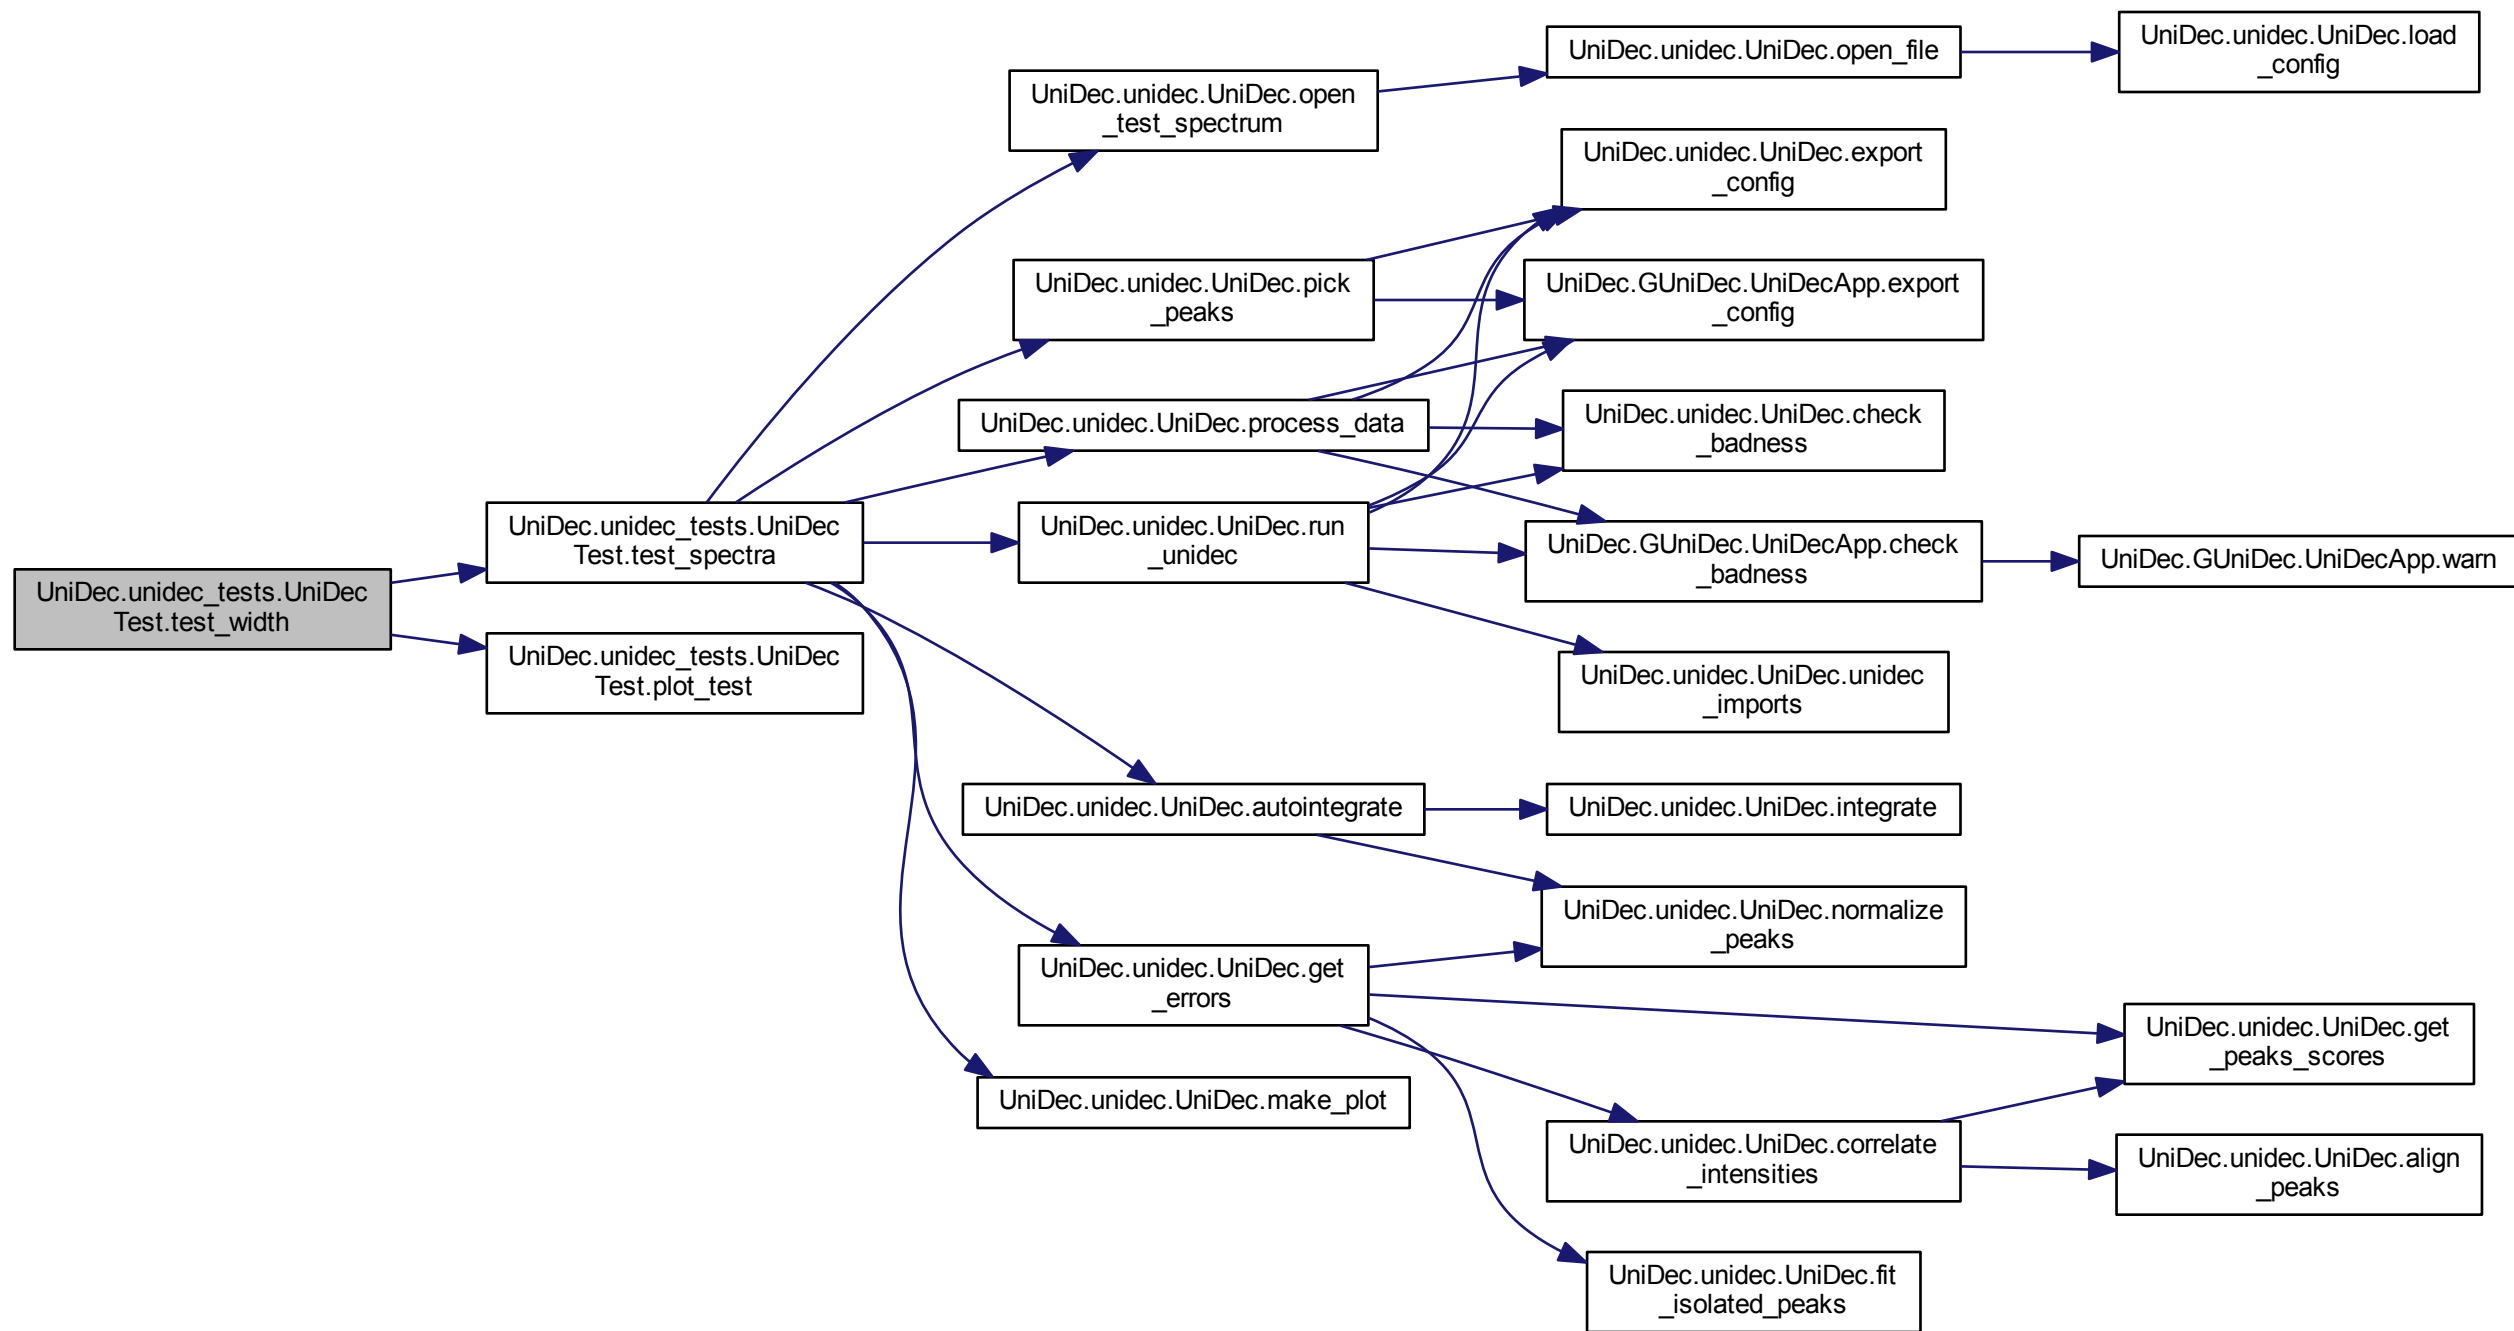 UniDec.unidec_tests.UniDec
Test.test_width
UniDec.unidec_tests.UniDec
Test.test_spectra
UniDec.unidec_tests.UniDec
Test.plot_test
UniDec.unidec.UniDec.open
_test_spectrum
UniDec.unidec.UniDec.pick
_peaks
UniDec.unidec.UniDec.process_data
UniDec.unidec.UniDec.run
_unidec
UniDec.unidec.UniDec.autointegrate
UniDec.unidec.UniDec.get
_errors
UniDec.unidec.UniDec.make_plot
UniDec.unidec.UniDec.open_file
UniDec.unidec.UniDec.export
_config
UniDec.GUniDec.UniDecApp.export
_config
UniDec.unidec.UniDec.check
_badness
UniDec.GUniDec.UniDecApp.check
_badness
UniDec.unidec.UniDec.unidec
_imports
UniDec.unidec.UniDec.integrate
UniDec.unidec.UniDec.normalize
_peaks
UniDec.unidec.UniDec.correlate
_intensities
UniDec.unidec.UniDec.fit
_isolated_peaks
UniDec.unidec.UniDec.load
_config
UniDec.GUniDec.UniDecApp.warn
UniDec.unidec.UniDec.get
_peaks_scores
UniDec.unidec.UniDec.align
_peaks